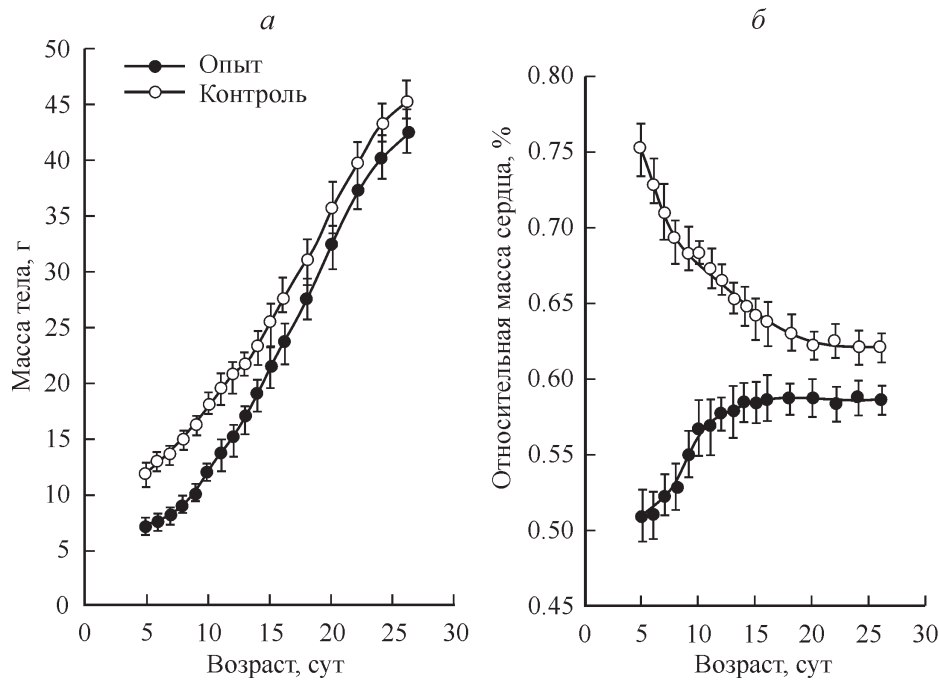 а
б
Опыт
Контроль
Масса тела, г
50
45
40
35
30
25
20
15
10
5
0
0 5 10 15 20 25 30
Возраст, сут
Относительная масса сердца, %
0.80
0.75
0.70
0.65
0.60
0.55
0.50
0.45
0 5 10 15 20 25 30
Возраст, сут